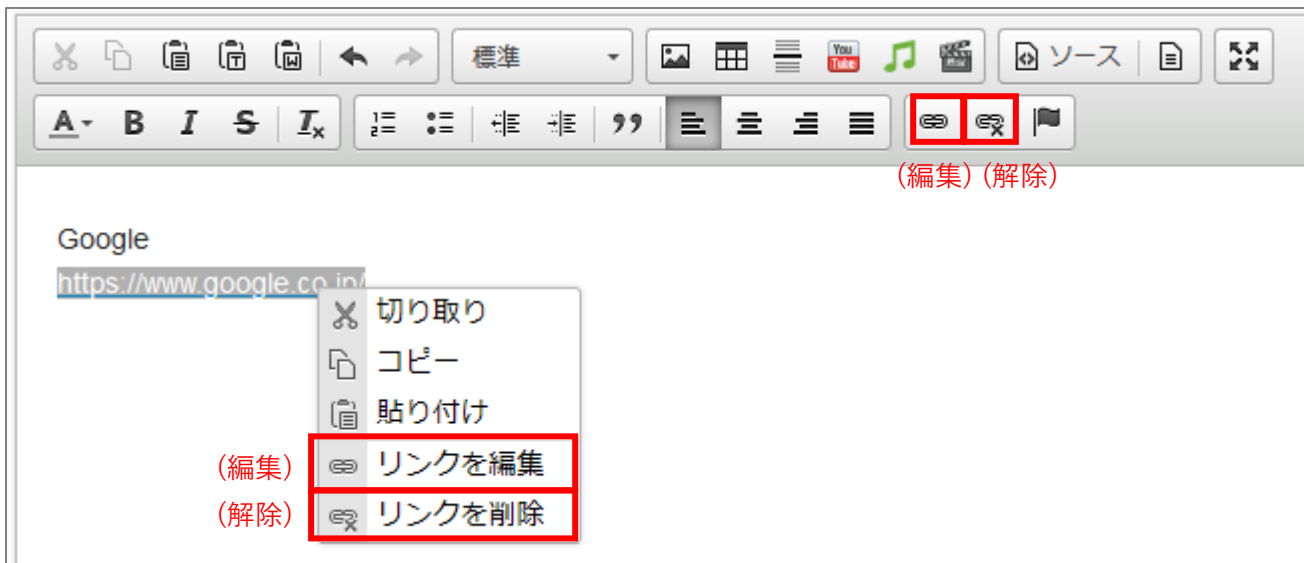 標準
You Tube
ソース
A B I S Ix
(編集) (解除)
Google
https://www.google.co.jp/
切り取り
コピー
貼り付け
(編集) リンクを編集
(解除) リンクを削除